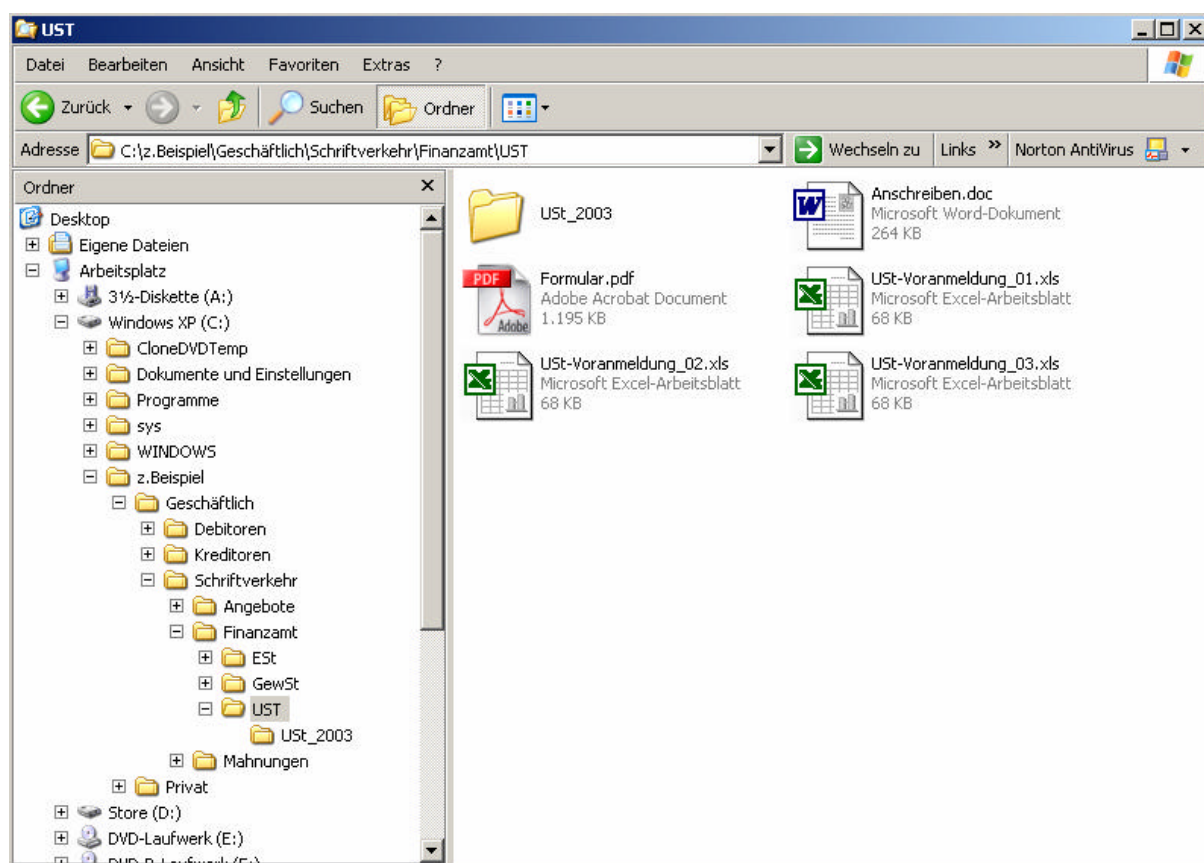 UST
Datei Bearbeiten Ansicht Favoriten Extras ?
Zurück Suchen Ordner
Adresse C:\z.Beispiel\Geschäftlich\Schriftverkehr\Finanzamt\UST Wechseln zu Links » Norton AntiVirus
Ordner
Desktop
Eigene Dateien
Arbeitsplatz
3½-Diskette (A:)
Windows XP (C:)
CloneDVDTemp
Dokumente und Einstellungen
Programme
sys
WINDOWS
z.Beispiel
Geschäftlich
Debitoren
Kreditoren
Schriftverkehr
Angebote
Finanzamt
ESt
GewSt
UST
USt_2003
Mahnungen
Privat
Store (D:)
DVD-Laufwerk (E:)
USt_2003
W
Anschreiben.doc
Microsoft Word-Dokument
264 KB
PDF
Adobe
Formular.pdf
Adobe Acrobat Document
1.195 KB
USt-Voranmeldung_01.xls
Microsoft Excel-Arbeitsblatt
68 KB
USt-Voranmeldung_02.xls
Microsoft Excel-Arbeitsblatt
68 KB
USt-Voranmeldung_03.xls
Microsoft Excel-Arbeitsblatt
68 KB